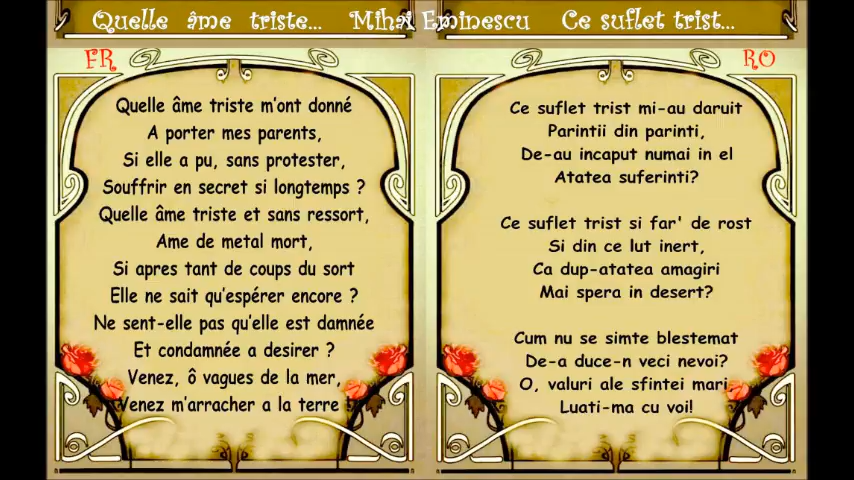 Quelle âme triste... Mihai Eminescu Ce suflet trist...
FR
Quelle âme triste m'ont donné
A porter mes parents,
Si elle a pu, sans protester,
Souffrir en secret si longtemps ?
Quelle âme triste et sans ressort,
Ame de metal mort,
Si apres tant de coups du sort
Elle ne sait qu'espérer encore ?
Ne sent-elle pas qu'elle est damnée
Et condamnée a desirer ?
Venez, ô vagues de la mer,
Venez m'arracher a la terre !
RO
Ce suflet trist mi-au daruit
Parintii din parinti,
De-au incaput numai in el
Atatea suferinti?
Ce suflet trist si far' de rost
Si din ce lut inert,
Ca dup-atatea amagiri
Mai spera in desert?
Cum nu se simte blestemat
De-a duce-n veci nevoi?
O, valuri ale sfintei mari,
Luati-ma cu voi!